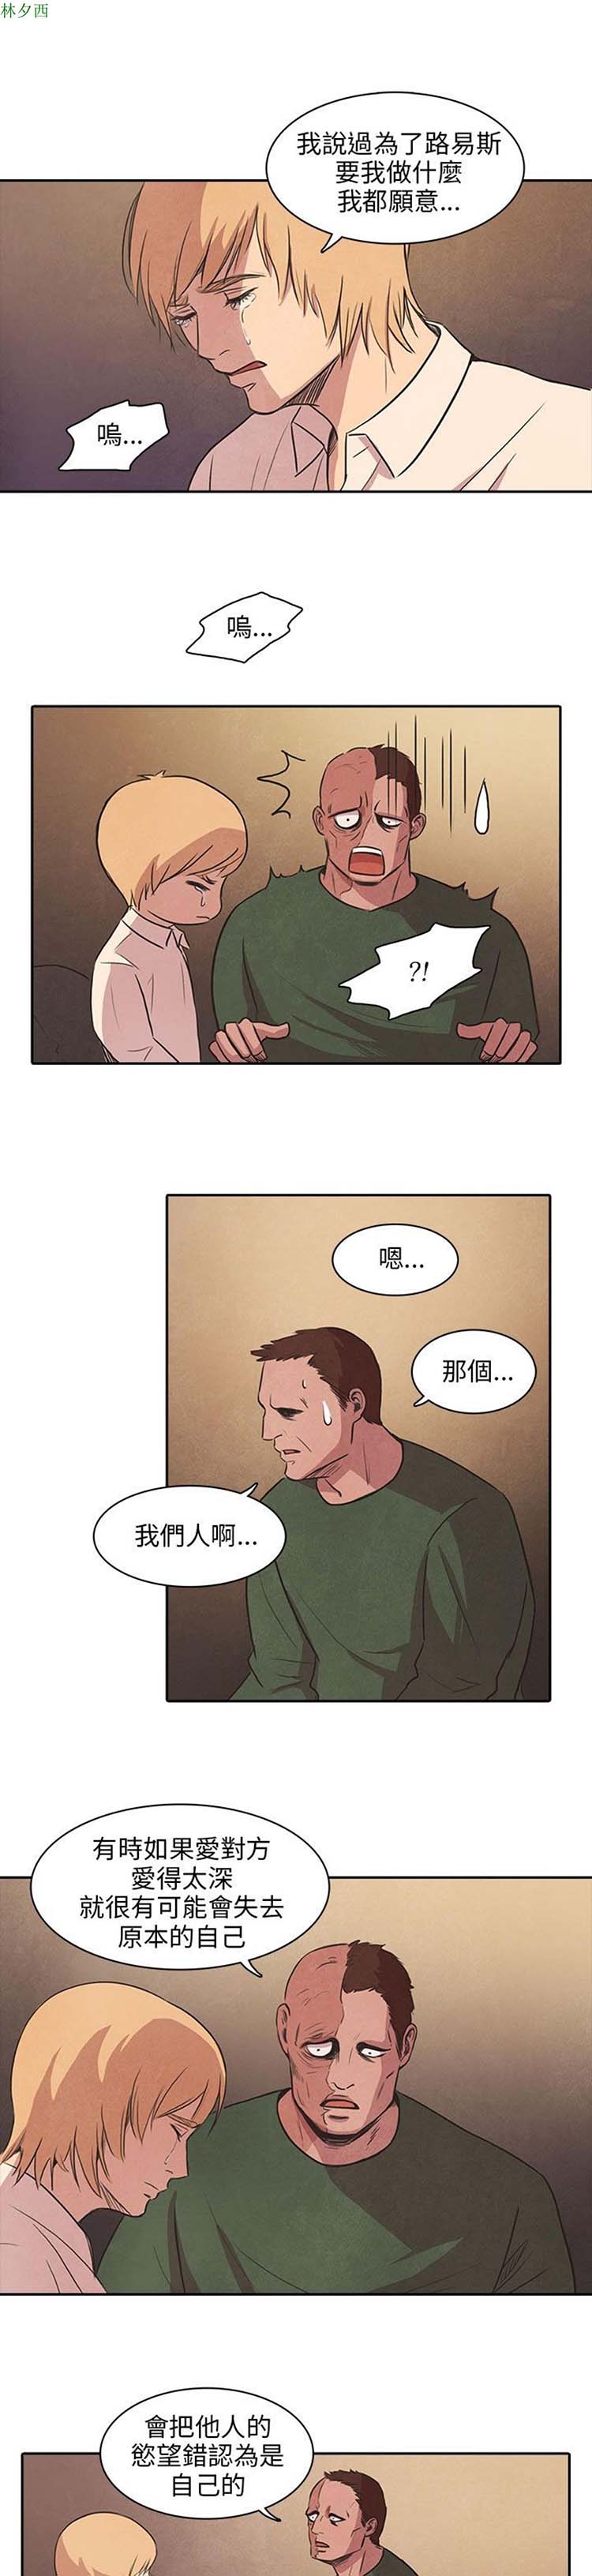 林夕西
我說過為了路易斯
要我做什麼
我都願意...
嗚...
嗚...
?!
嗯...
那個...
我們人啊...
有時如果愛對方
愛得太深
就很有可能會失去
原本的自己
會把他人的
慾望錯認為是
自己的